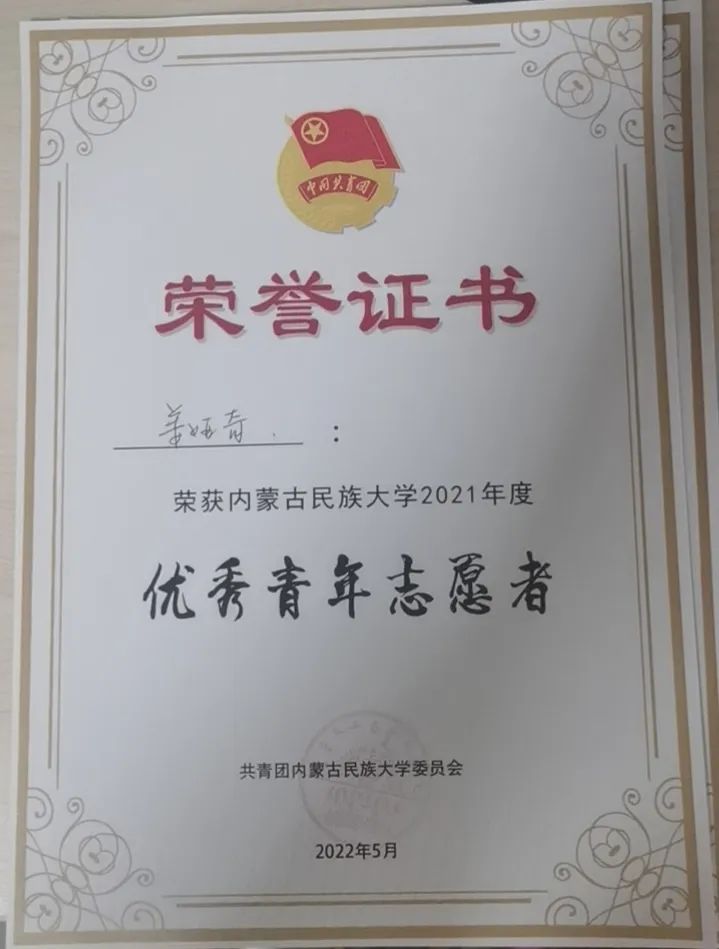 中国共青团
荣誉证书
:
荣获内蒙古民族大学2021年度
优秀青年志愿者
共青团内蒙古民族大学委员会
2022年5月